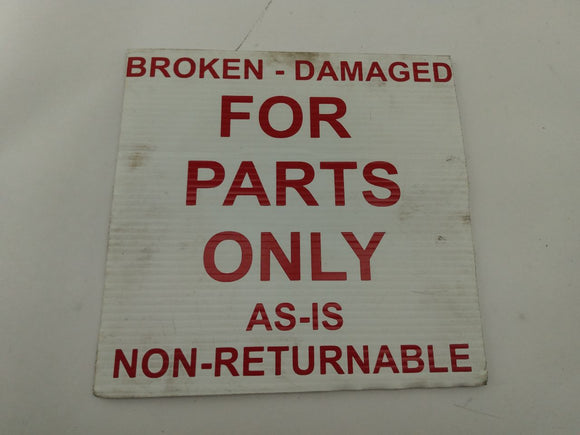 BROKEN - DAMAGED
FOR
PARTS
ONLY
AS-IS
NON-RETURNABLE